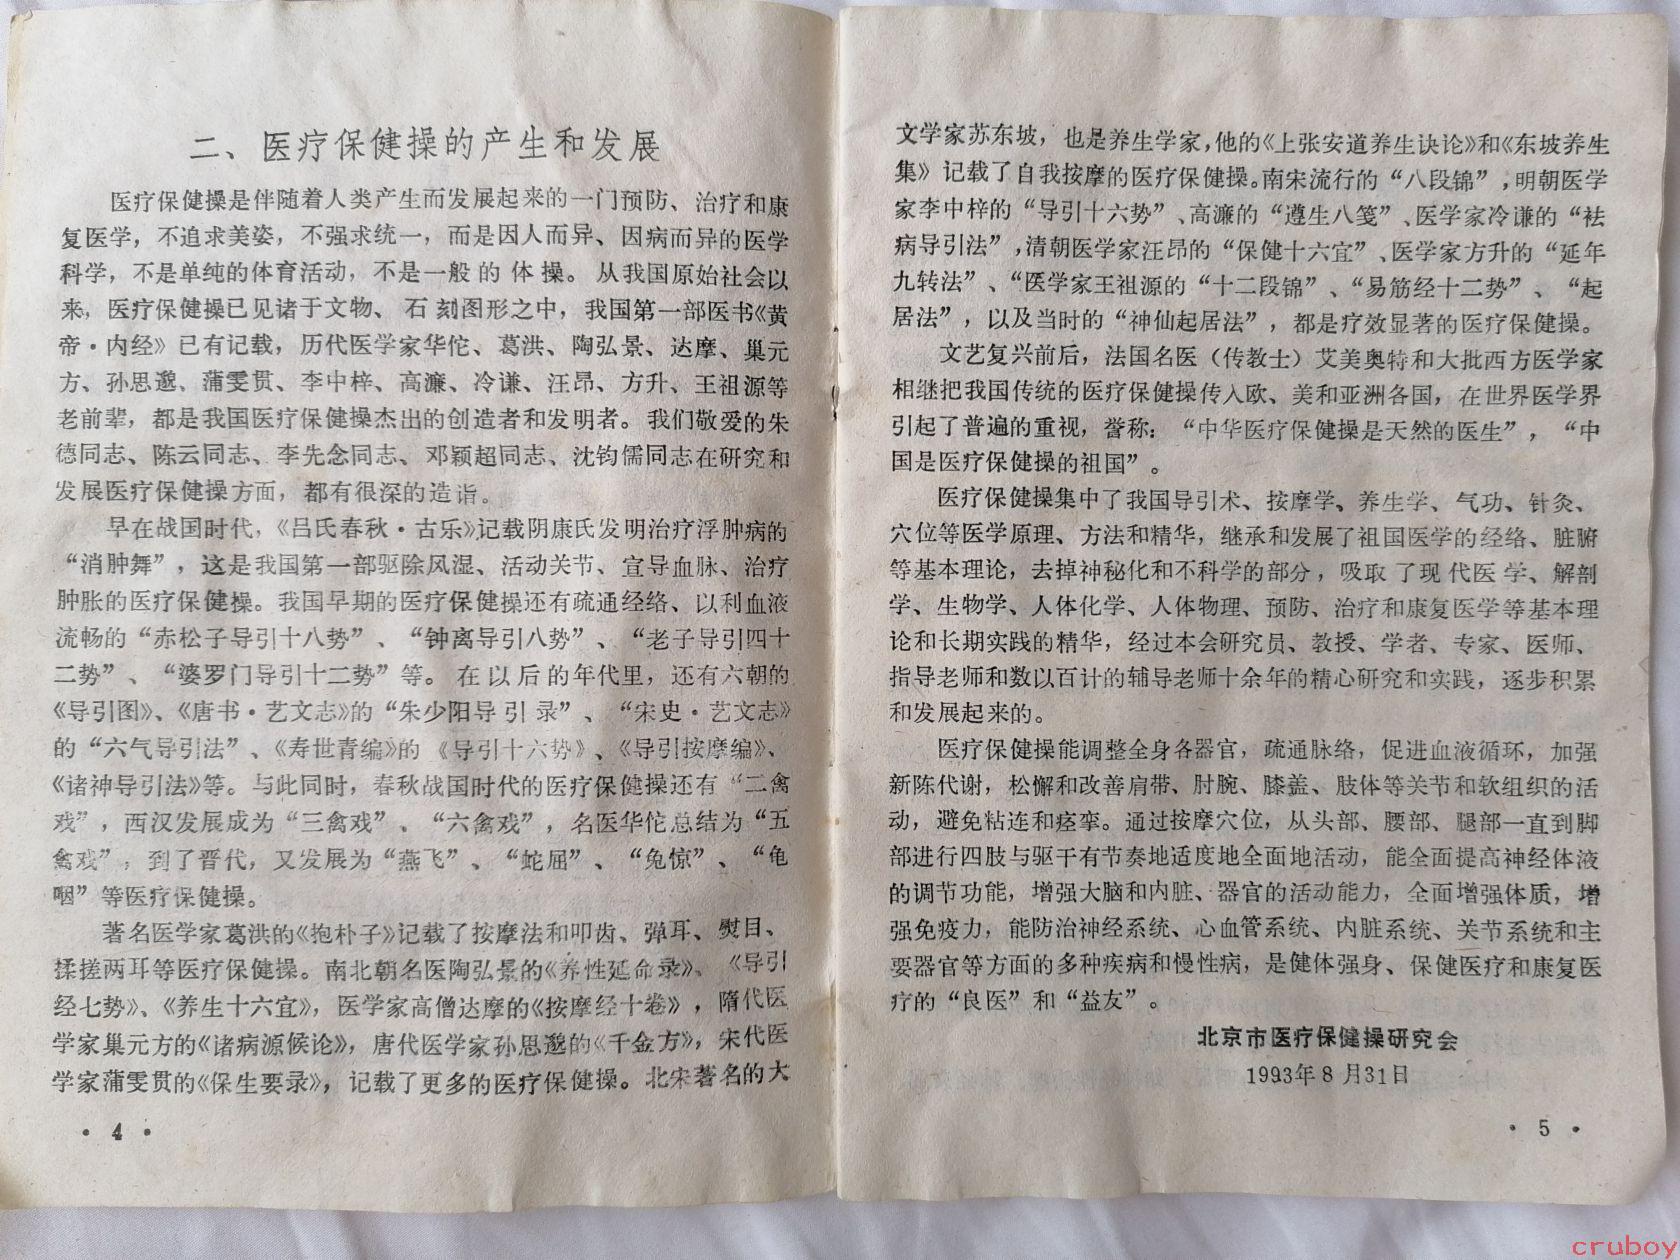 二、医疗保健操的产生和发展
医疗保健操是伴随着人类产生而发展起来的一门预防、治疗和康
复医学，不追求美姿，不强求统一，而是因人而异、因病而异的医学
科学，不是单纯的体育活动，不是一般的体操。从我国原始社会以
来，医疗保健操已见诸于文物、石刻图形之中，我国第一部医书《黄
帝·内经》已有记载，历代医学家华佗、葛洪、陶弘景、达摩、巢元
方、孙思邈、蒲雯贯、李中梓、高濂、冷谦、汪昂、方升、王祖源等
老前辈，都是我国医疗保健操杰出的创造者和发明者。我们敬爱的朱
德同志、陈云同志、李先念同志、邓颖超同志、沈钧儒同志在研究和
发展医疗保健操方面，都有很深的造诣。
早在战国时代，《吕氏春秋·古乐》记载阴康氏发明治疗浮肿病的
“消肿舞”，这是我国第一部驱除风湿、活动关节、宣导血脉、治疗
肿胀的医疗保健操。我国早期的医疗保健操还有疏通经络、以利血液
流畅的“赤松子导引十八势”、“钟离导引八势”、“老子导引四十
二势”、“婆罗门导引十二势”等。在以后的年代里，还有六朝的
《导引图》、《唐书·艺文志》的“朱少阳导引录”、“宋史·艺文志》
的“六气导引法”、《寿世青编》的《导引十六势》、《导引按摩编》、
《诸神导引法》等。与此同时，春秋战国时代的医疗保健操还有“二禽
戏”，西汉发展成为“三禽戏”、“六禽戏”，名医华佗总结为“五
禽戏”，到了晋代，又发展为“燕飞”、“蛇屈”、“兔惊”、“龟
咽”等医疗保健操。
著名医学家葛洪的《抱朴子》记载了按摩法和叩齿、弹耳、熨目、
揉搓两耳等医疗保健操。南北朝名医陶弘景的《养性延命录》、《导引
经七势》、《养生十六宜》，医学家高僧达摩的《按摩经十卷》，隋代医
学家巢元方的《诸病源候论》，唐代医学家孙思邈的《千金方》，宋代医
学家蒲雯贯的《保生要录》，记载了更多的医疗保健操。北宋著名的大
· 4 ·
文学家苏东坡，也是养生学家，他的《上张安道养生诀论》和《东坡养生
集》记载了自我按摩的医疗保健操。南宋流行的“八段锦”，明朝医学
家李中梓的“导引十六势”、高濂的“遵生八笺”、医学家冷谦的“祛
病导引法”，清朝医学家汪昂的“保健十六宜”、医学家方升的“延年
九转法”、“医学家王祖源的“十二段锦”、“易筋经十二势”、“起
居法”，以及当时的“神仙起居法”，都是疗效显著的医疗保健操。
文艺复兴前后，法国名医（传教士）艾美奥特和大批西方医学家
相继把我国传统的医疗保健操传入欧、美和亚洲各国，在世界医学界
引起了普遍的重视，誉称：“中华医疗保健操是天然的医生”，“中
国是医疗保健操的祖国”。
医疗保健操集中了我国导引术、按摩学、养生学、气功、针灸、
穴位等医学原理、方法和精华，继承和发展了祖国医学的经络、脏腑
等基本理论，去掉神秘化和不科学的部分，吸取了现代医学、解剖
学、生物学、人体化学、人体物理、预防、治疗和康复医学等基本理
论和长期实践的精华，经过本会研究员、教授、学者、专家、医师、
指导老师和数以百计的辅导老师十余年的精心研究和实践，逐步积累
和发展起来的。
医疗保健操能调整全身各器官，疏通脉络，促进血液循环，加强
新陈代谢，松懈和改善肩带、肘腕、膝盖、肢体等关节和软组织的活
动，避免粘连和痉挛。通过按摩穴位，从头部、腰部、腿部一直到脚
部进行四肢与驱干有节奏地适度地全面地活动，能全面提高神经体液
的调节功能，增强大脑和内脏、器官的活动能力，全面增强体质，增
强免疫力，能防治神经系统、心血管系统、内脏系统、关节系统和主
要器官等方面的多种疾病和慢性病，是健体强身、保健医疗和康复医
疗的“良医”和“益友”。
北京市医疗保健操研究会
1993年8月31日
· 5 ·
cruboy